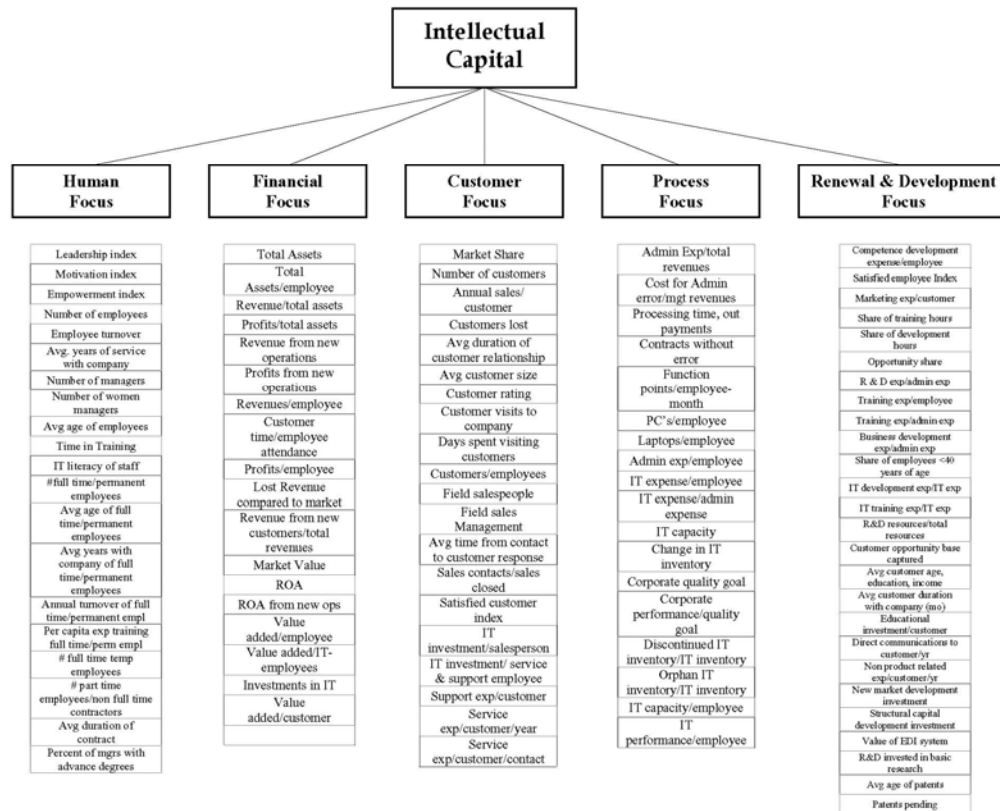 Intellectual
Capital
Human
Focus
Financial
Focus
Customer
Focus
Process
Focus
Renewal & Development
Focus
Leadership index
Motivation index
Empowerment index
Number of employees
Employee turnover
Avg. years of service
with company
Number of managers
Number of women
managers
Avg age of employees
Time in Training
IT literacy of staff
#full time/permanent
employees
Avg age of full
time/permanent
employees
Avg years with
company of full
time/permanent
employees
Annual turnover of full
time/permanent empl
Per capita exp training
full time/perm empl
# full time temp
employees
# part time
employees/non full time
contractors
Avg duration of
contract
Percent of mgrs with
advance degrees
Total Assets
Total
Assets/employee
Revenue/total assets
Profits/total assets
Revenue from new
operations
Profits from new
operations
Revenues/employee
Customer
time/employee
attendance
Profits/employee
Lost Revenue
compared to market
Revenue from new
customers/total
revenues
Market Value
ROA
ROA from new ops
Value
added/employee
Value added/IT-
employees
Investments in IT
Value
added/customer
Market Share
Number of customers
Annual sales/
customer
Customers lost
Avg duration of
customer relationship
Avg customer size
Customer rating
Customer visits to
company
Days spent visiting
customers
Customers/employees
Field salespeople
Field sales
Management
Avg time from contact
to customer response
Sales contacts/sales
closed
Satisfied customer
index
IT
investment/salesperson
IT investment/ service
& support employee
Support exp/customer
Service
exp/customer/year
Service
exp/customer/contact
Admin Exp/total
revenues
Cost for Admin
error/mgt revenues
Processing time, out
payments
Contracts without
error
Function
points/employee-
month
PC's/employee
Laptops/employee
Admin exp/employee
IT expense/employee
IT expense/admin
expense
IT capacity
Change in IT
inventory
Corporate quality goal
Corporate
performance/quality
goal
Discontinued IT
inventory/IT inventory
Orphan IT
inventory/IT inventory
IT capacity/employee
IT
performance/employee
Competence development
expense/employee
Satisfied employee Index
Marketing exp/customer
Share of training hours
Share of development
hours
Opportunity share
R & D exp/admin exp
Training exp/employee
Training exp/admin exp
Business development
exp/admin exp
Share of employees <40
years of age
IT development exp/IT exp
IT training exp/IT exp
R&D resources/total
resources
Customer opportunity base
captured
Avg customer age,
education, income
Avg customer duration
with company (mo)
Educational
investment/customer
Direct communications to
customer/yr
Non product related
exp/customer/yr
New market development
investment
Structural capital
development investment
Value of EDI system
R&D invested in basic
research
Avg age of patents
Patents pending